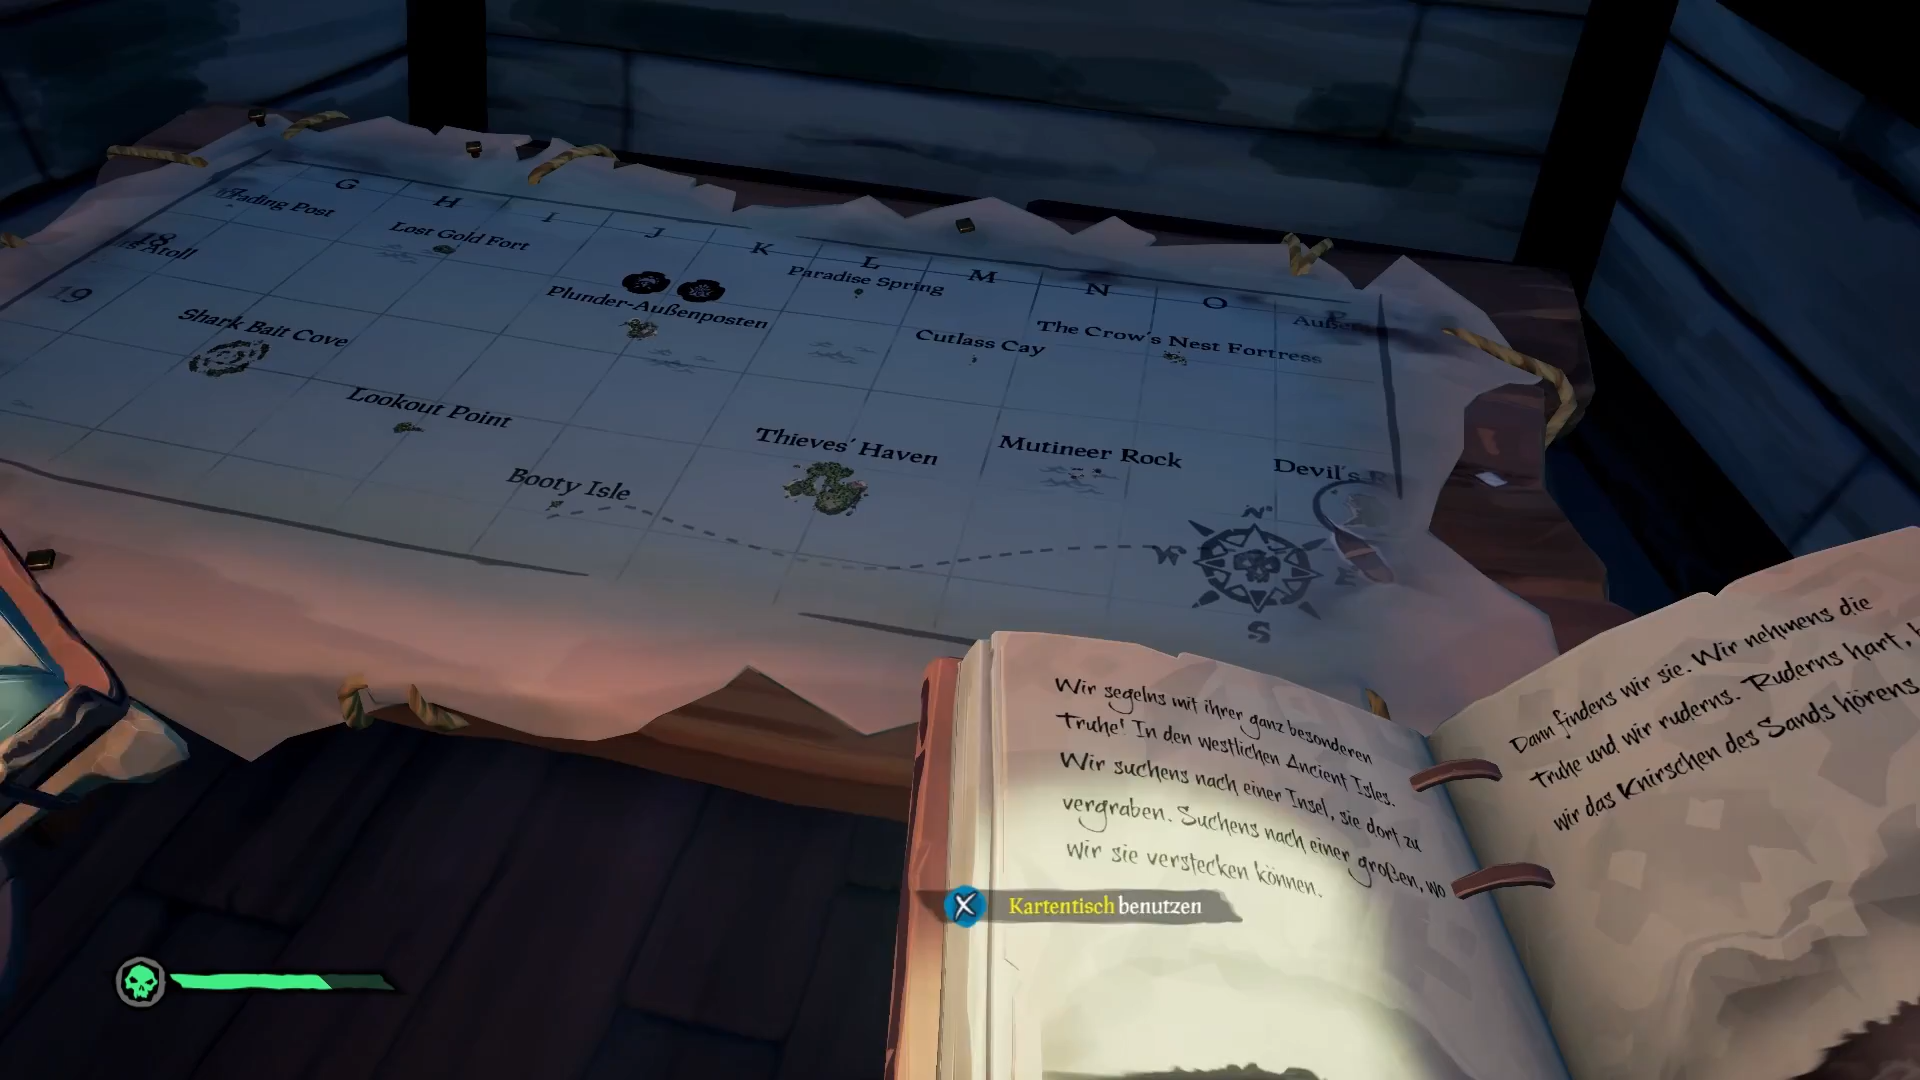 G H I J K L M N O P
Trading Post
Lost Gold Fort
18
Atoll
19
Plunder-Außenposten
Paradise Spring
Shark Bait Cove
Cutlass Cay
The Crow's Nest Fortress
Lookout Point
Thieves' Haven
Mutineer Rock
Devil's
Booty Isle
N
W
E
S
Wir segelns mit ihrer ganz besonderen
Truhe! In den westlichen Ancient Isles.
Wir suchens nach einer Insel, sie dort zu
vergraben. Suchens nach einer großen, wo
wir sie verstecken können.
Dann findens wir sie. Wir nehmens die
Truhe und wir ruderns. Ruderns hart,
wir das Knirschen des Sands hörens
X Kartentisch benutzen